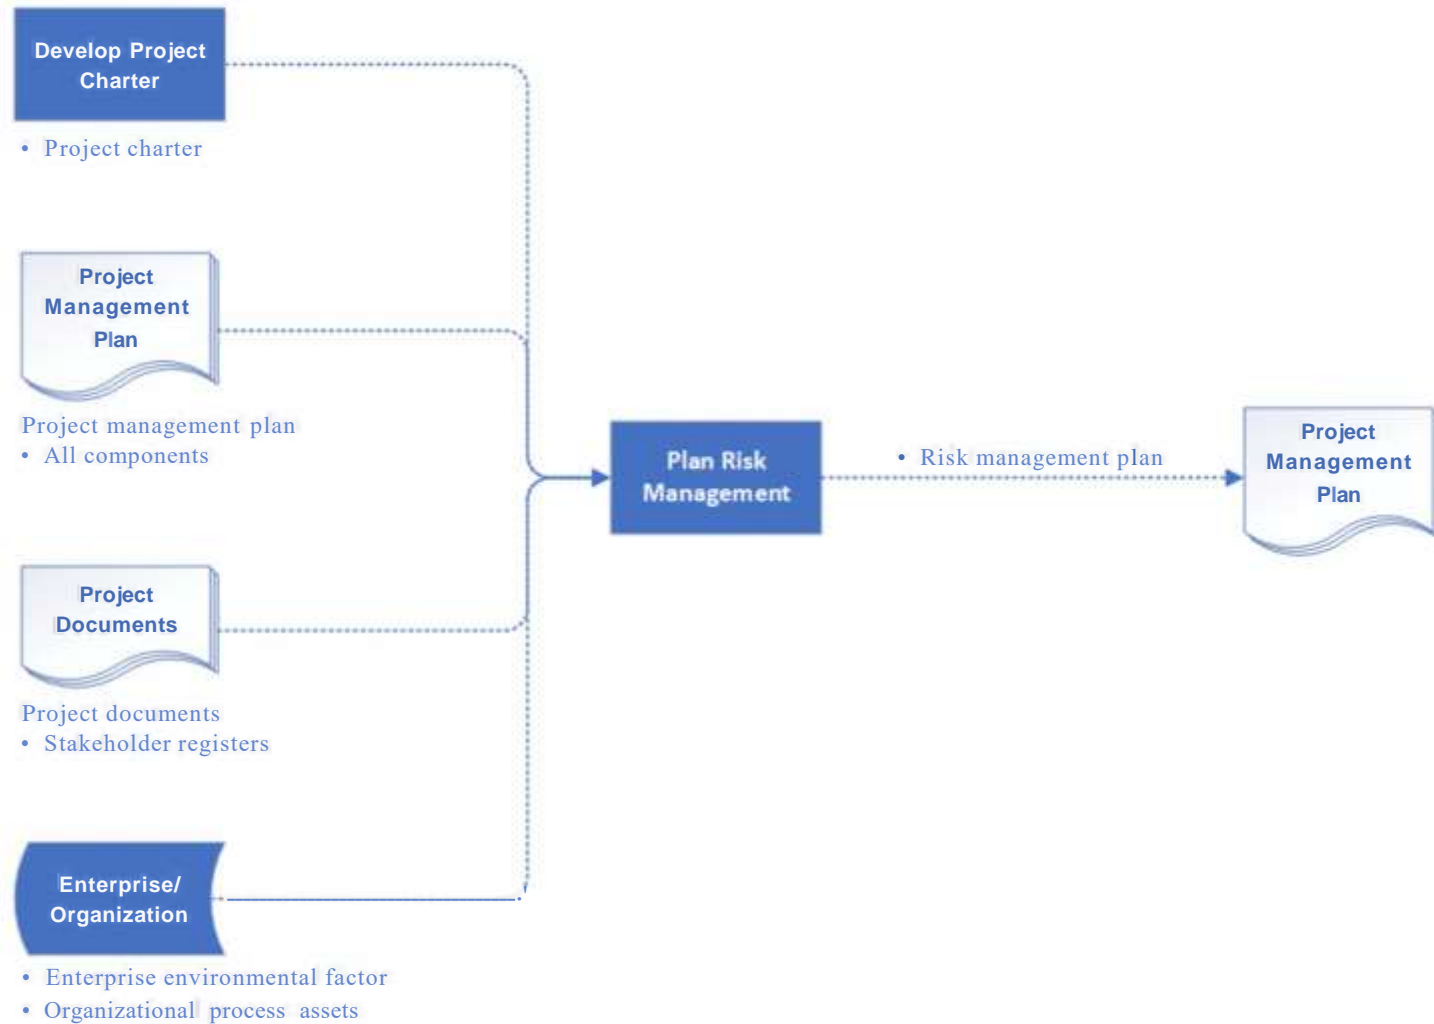 Develop Project
Charter
• Project charter
Project
Management
Plan
Project management plan
• All components
Project
Documents
Project documents
• Stakeholder registers
Enterprise/
Organization
• Enterprise environmental factor
• Organizational process assets
Plan Risk
Management
• Risk management plan
Project
Management
Plan